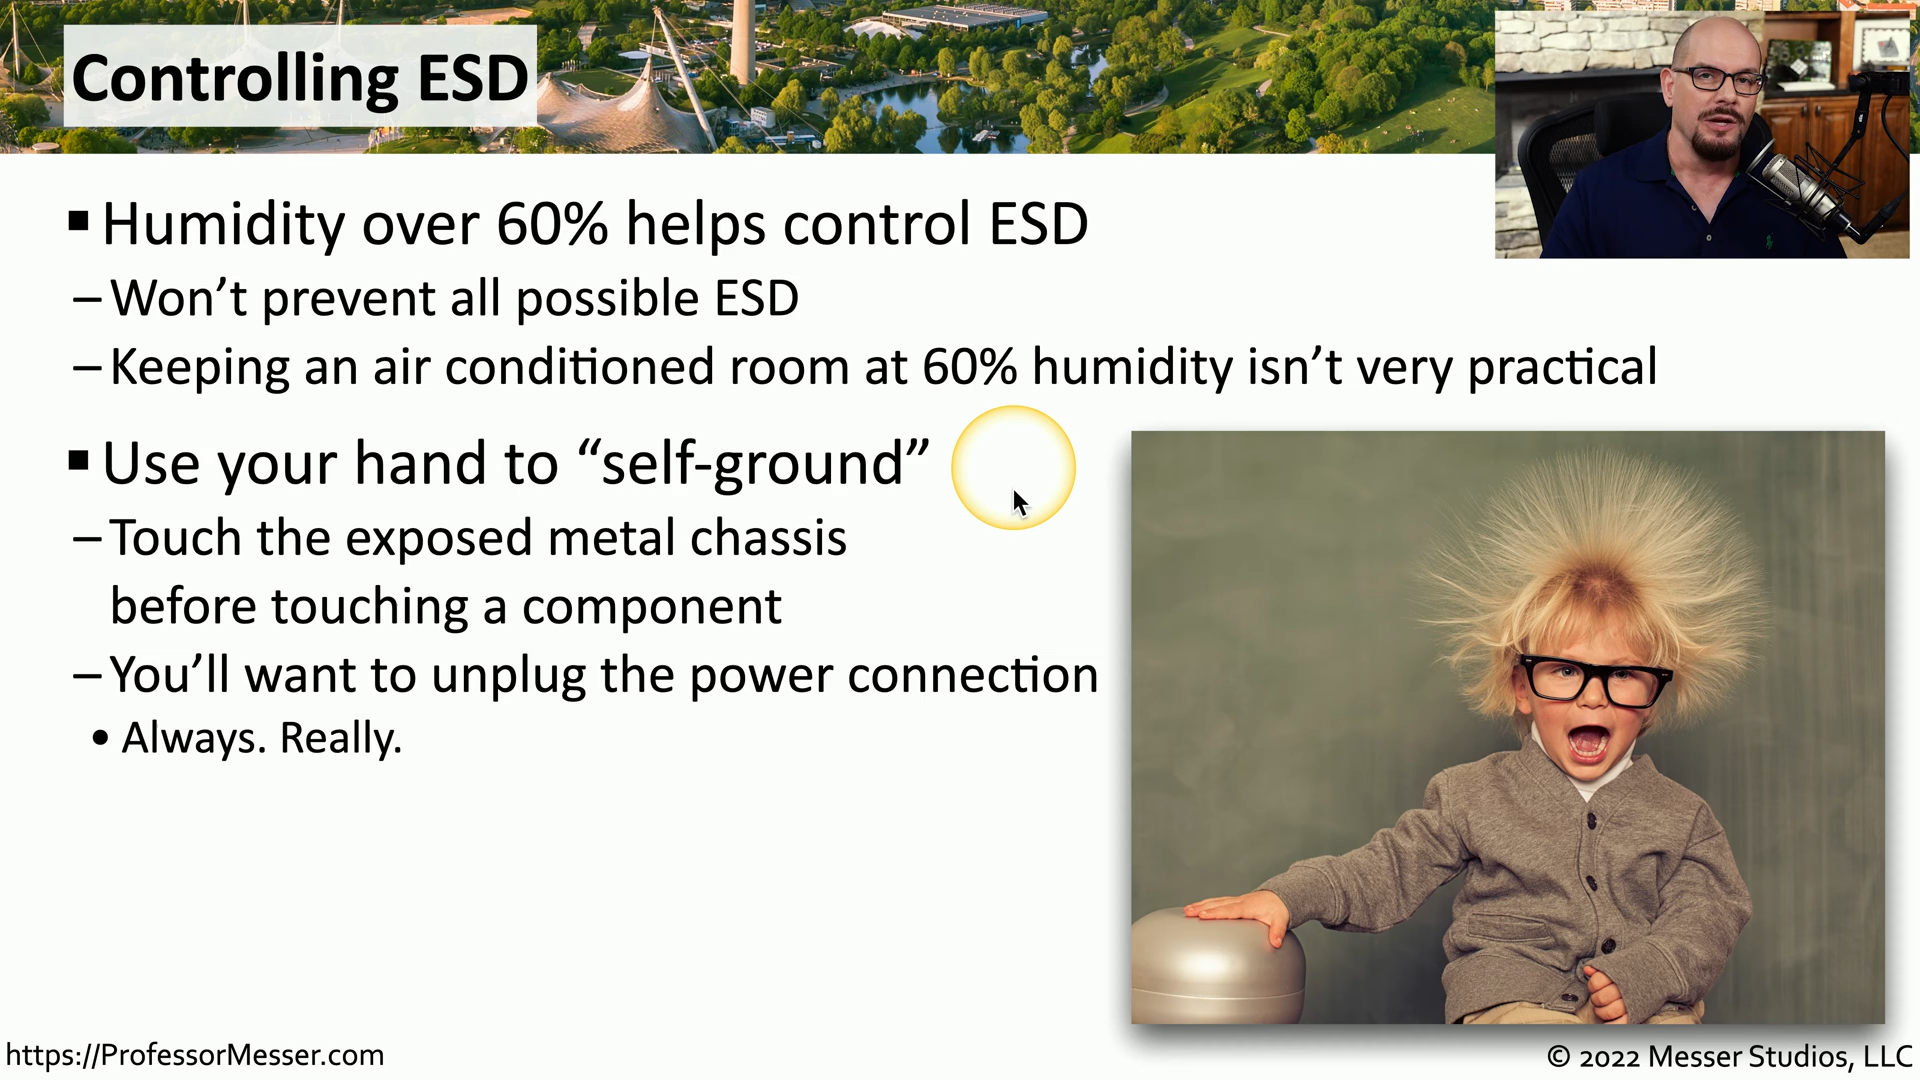 Controlling ESD
▪ Humidity over 60% helps control ESD
– Won’t prevent all possible ESD
– Keeping an air conditioned room at 60% humidity isn’t very practical
▪ Use your hand to “self-ground”
– Touch the exposed metal chassis
before touching a component
– You’ll want to unplug the power connection
• Always. Really.
https://ProfessorMesser.com
© 2022 Messer Studios, LLC